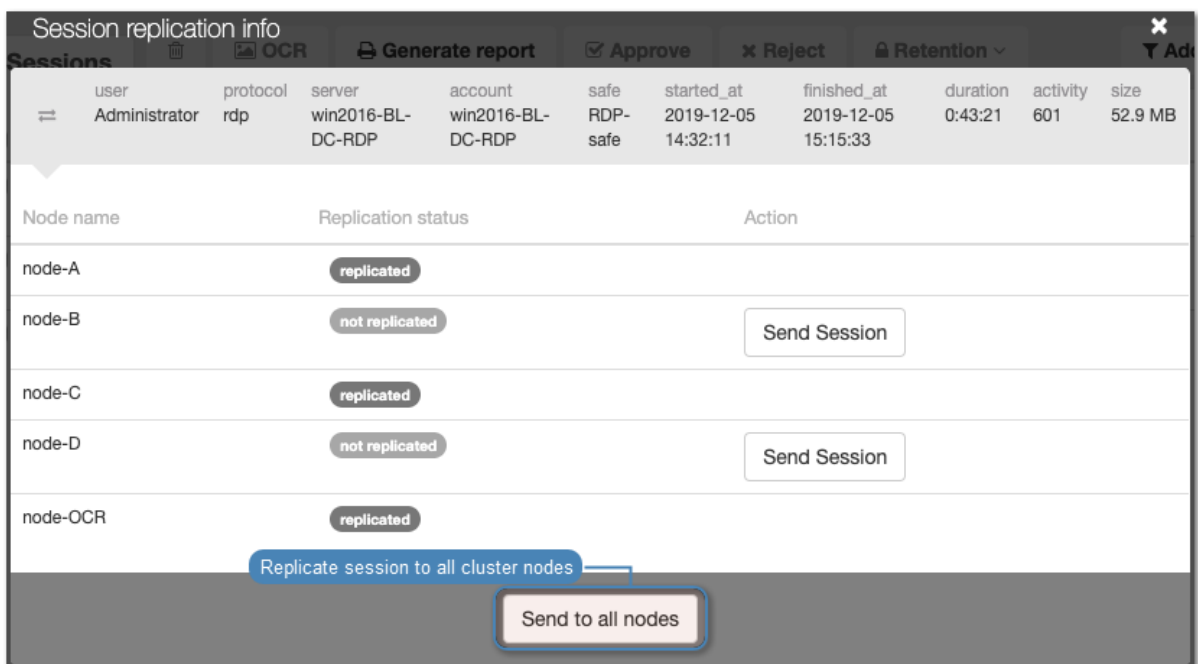 Session replication info
Sessions OCR Generate report Approve Reject Retention
user protocol server account safe started_at finished_at duration activity size
Administrator rdp win2016-BL- win2016-BL- RDP- 2019-12-05 2019-12-05 0:43:21 601 52.9 MB
DC-RDP DC-RDP safe 14:32:11 15:15:33
Node name Replication status Action
node-A replicated
node-B not replicated Send Session
node-C replicated
node-D not replicated Send Session
node-OCR replicated
Replicate session to all cluster nodes
Send to all nodes